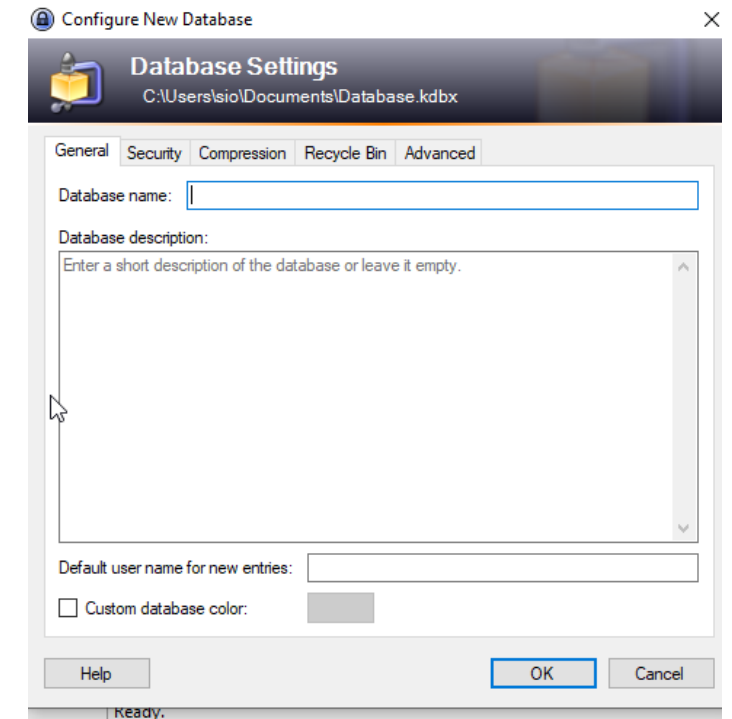 Configure New Database
Database Settings
C:\Users\sio\Documents\Database.kdbx
General Security Compression Recycle Bin Advanced
Database name:
Database description:
Enter a short description of the database or leave it empty.
Default user name for new entries:
Custom database color:
Help OK Cancel
Ready.